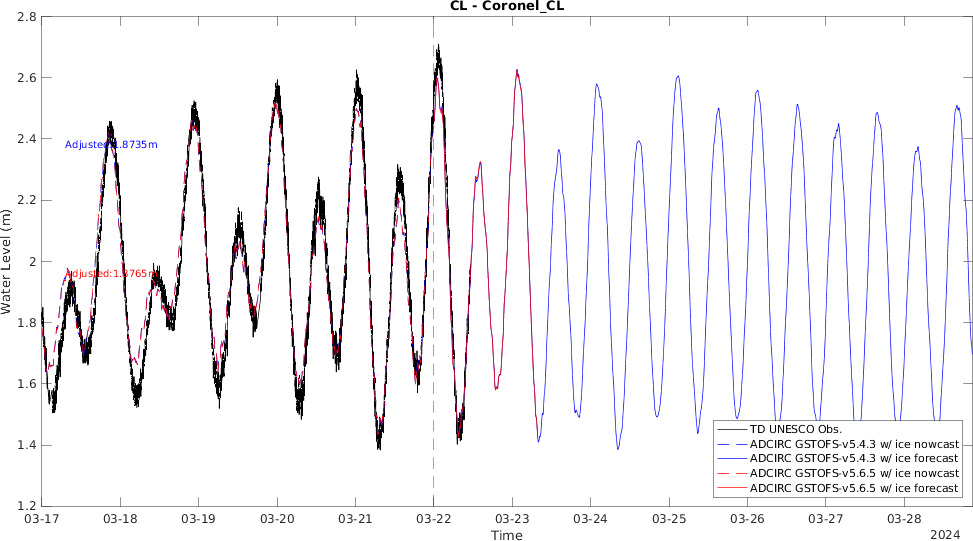 CL - Coronel_CL
2.8
2.6
2.4
2.2
2
1.8
1.6
1.4
1.2
Water Level (m)
Adjusted:1.8735m
Adjusted:1.8765m
TD UNESCO Obs.
ADCIRC GSTOFS-v5.4.3 w/ ice nowcast
ADCIRC GSTOFS-v5.4.3 w/ ice forecast
ADCIRC GSTOFS-v5.6.5 w/ ice nowcast
ADCIRC GSTOFS-v5.6.5 w/ ice forecast
03-17 03-18 03-19 03-20 03-21 03-22 03-23 03-24 03-25 03-26 03-27 03-28
Time
2024